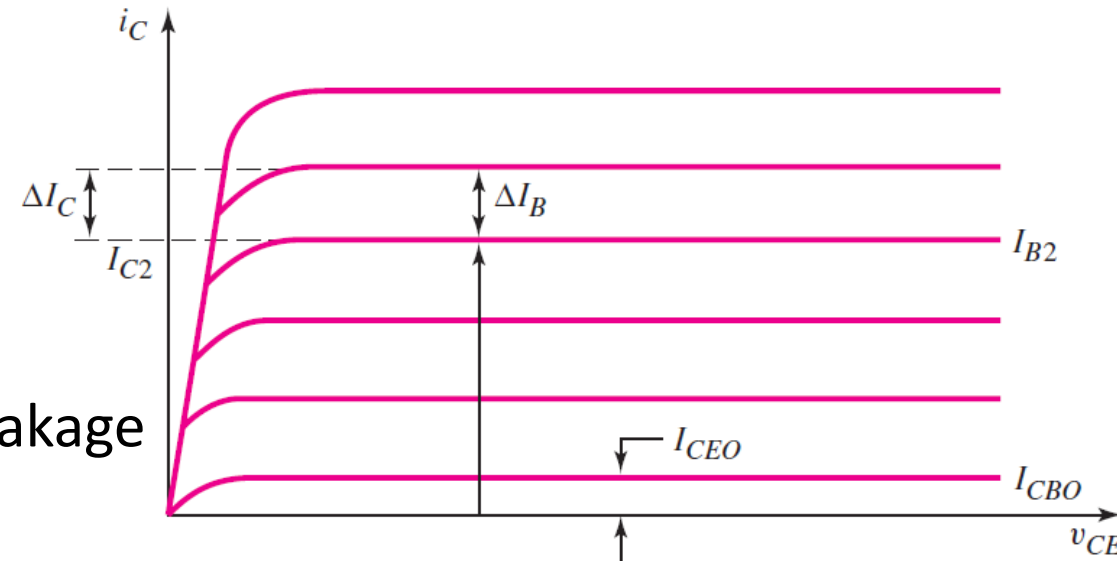 i_C
ΔI_C
ΔI_B
I_C2
I_B2
akage
I_CEO
I_CBO
v_CE